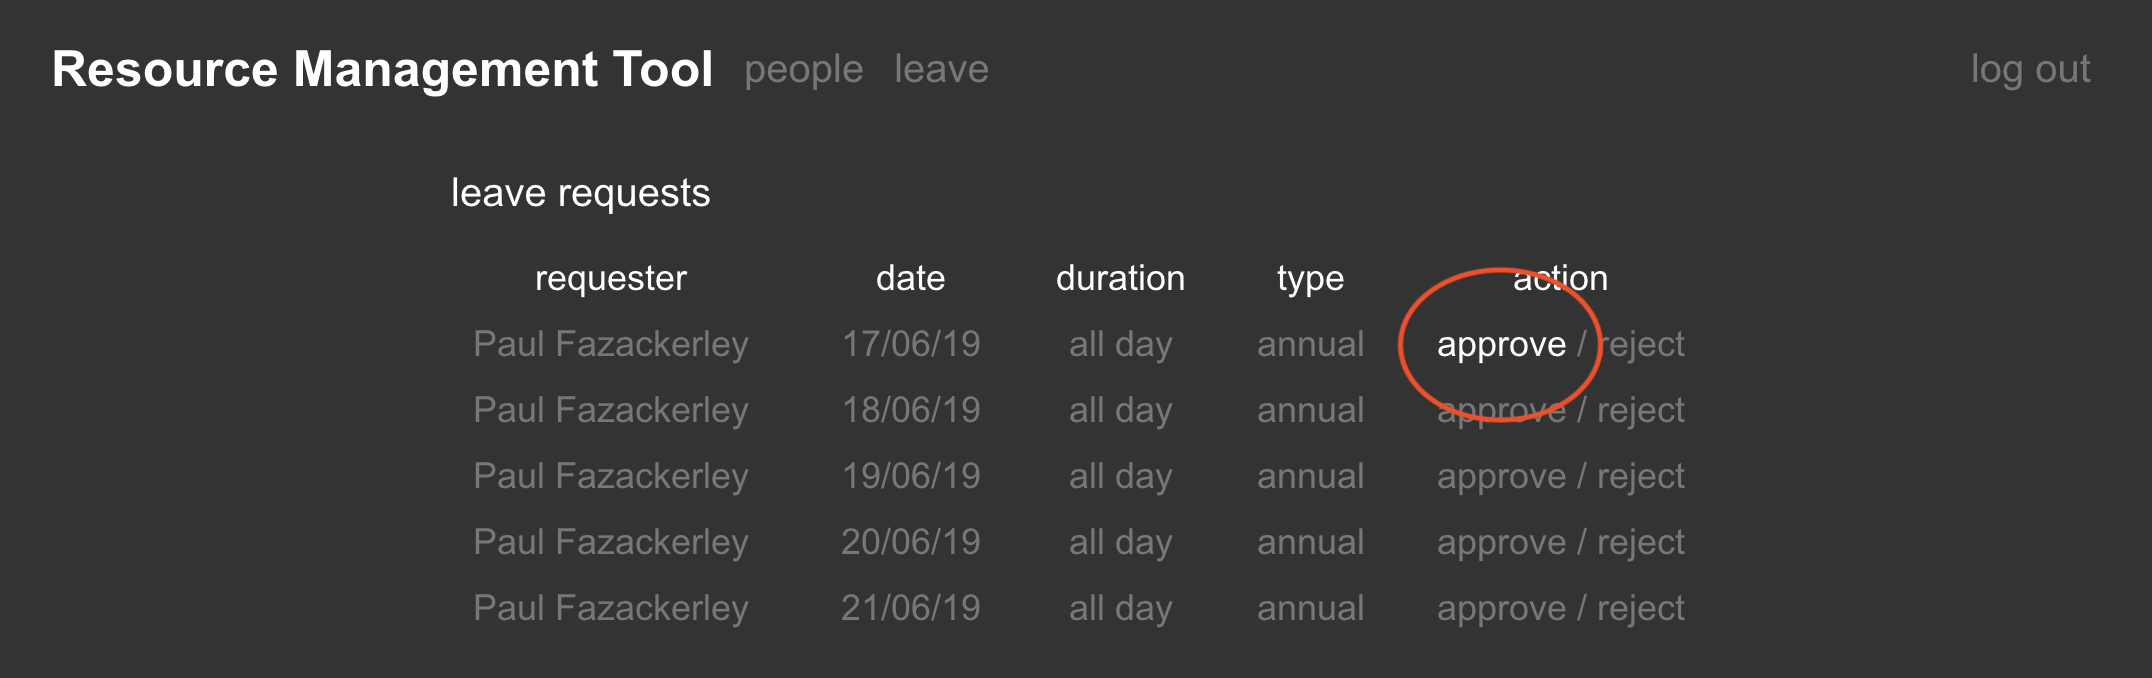 Resource Management Tool people leave log out
leave requests
requester date duration type action
Paul Fazackerley 17/06/19 all day annual approve / reject
Paul Fazackerley 18/06/19 all day annual approve / reject
Paul Fazackerley 19/06/19 all day annual approve / reject
Paul Fazackerley 20/06/19 all day annual approve / reject
Paul Fazackerley 21/06/19 all day annual approve / reject